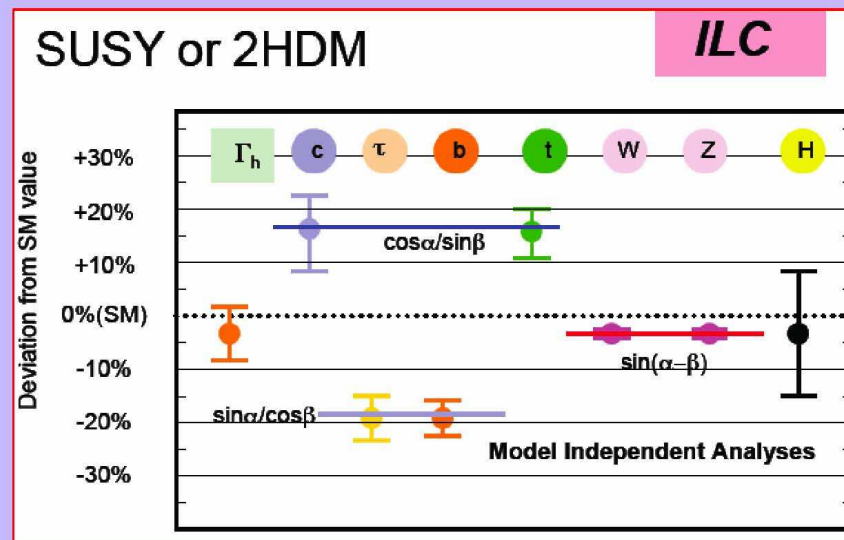 SUSY or 2HDM
ILC
Deviation from SM value
+30%
+20%
+10%
0%(SM)
-10%
-20%
-30%
Γh c τ b t W Z H
cosα/sinβ
sin(α−β)
sinα/cosβ
Model Independent Analyses